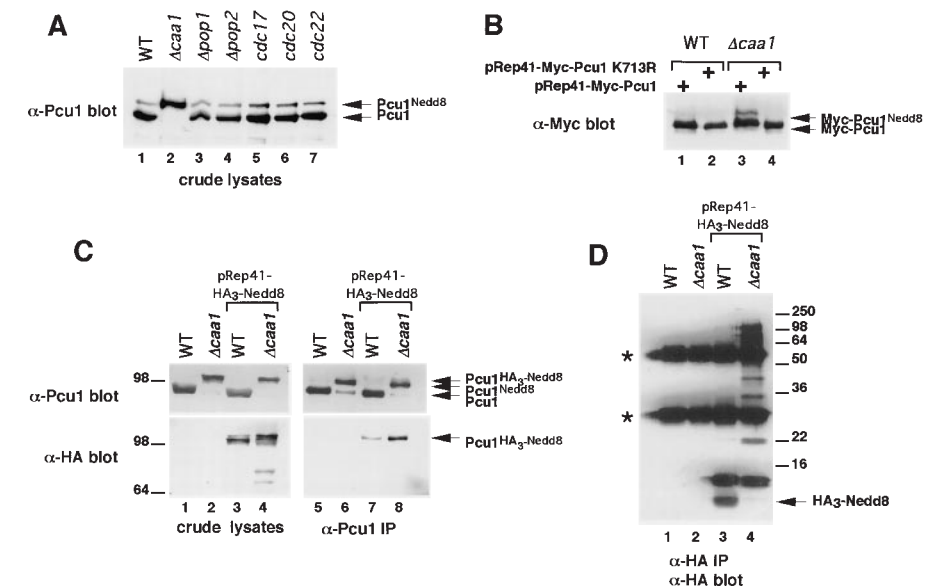 A
WT Δcaa1 Δpop1 Δpop2 cdc17 cdc20 cdc22
α-Pcu1 blot
Pcu1Nedd8
Pcu1
1 2 3 4 5 6 7
crude lysates
B
WT Δcaa1
pRep41-Myc-Pcu1 K713R + +
pRep41-Myc-Pcu1 + +
α-Myc blot
Myc-Pcu1Nedd8
Myc-Pcu1
1 2 3 4
C
pRep41-
HA3-Nedd8
pRep41-
HA3-Nedd8
WT Δcaa1 WT Δcaa1 WT Δcaa1 WT Δcaa1
98
α-Pcu1 blot
Pcu1HA3-Nedd8
Pcu1Nedd8
Pcu1
98
α-HA blot
Pcu1HA3-Nedd8
64
1 2 3 4 5 6 7 8
crude lysates α-Pcu1 IP
D
pRep41-
HA3-Nedd8
WT Δcaa1 WT Δcaa1
250
98
64
50
36
22
16
*
*
HA3-Nedd8
1 2 3 4
α-HA IP
α-HA blot